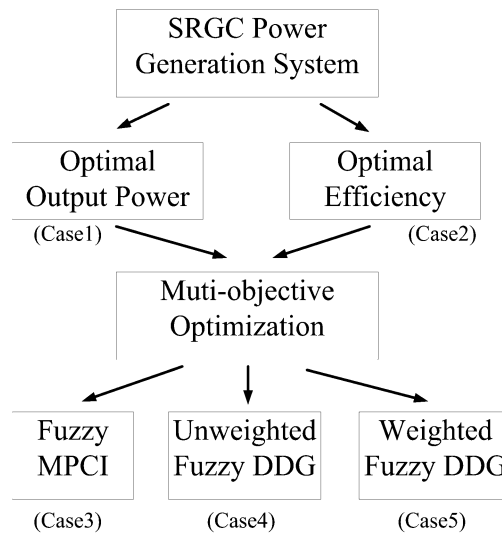 SRGC Power
Generation System
Optimal
Output Power
(Case1)
Optimal
Efficiency
(Case2)
Muti-objective
Optimization
Fuzzy
MPCI
(Case3)
Unweighted
Fuzzy DDG
(Case4)
Weighted
Fuzzy DDG
(Case5)